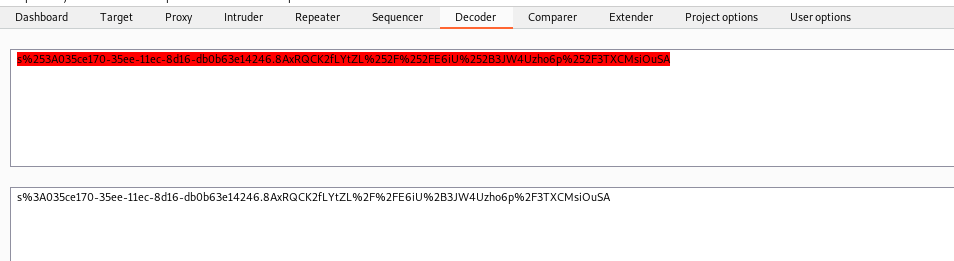 Dashboard Target Proxy Intruder Repeater Sequencer Decoder Comparer Extender Project options User options
s%253A035ce170-35ee-11ec-8d16-db0b63e14246.8AxRQCK2fLYtZL%252F%252FE6iU%252B3JW4Uzho6p%252F3TXCMsiOuSA
s%3A035ce170-35ee-11ec-8d16-db0b63e14246.8AxRQCK2fLYtZL%2F%2FE6iU%2B3JW4Uzho6p%2F3TXCMsiOuSA